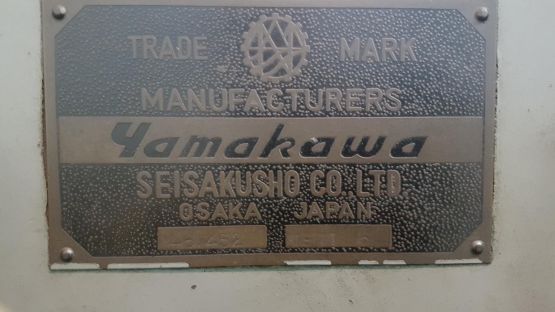 TRADE MARK
MANUFACTURERS
Yamakawa
SEISAKUSHO CO. LTD.
OSAKA JAPAN